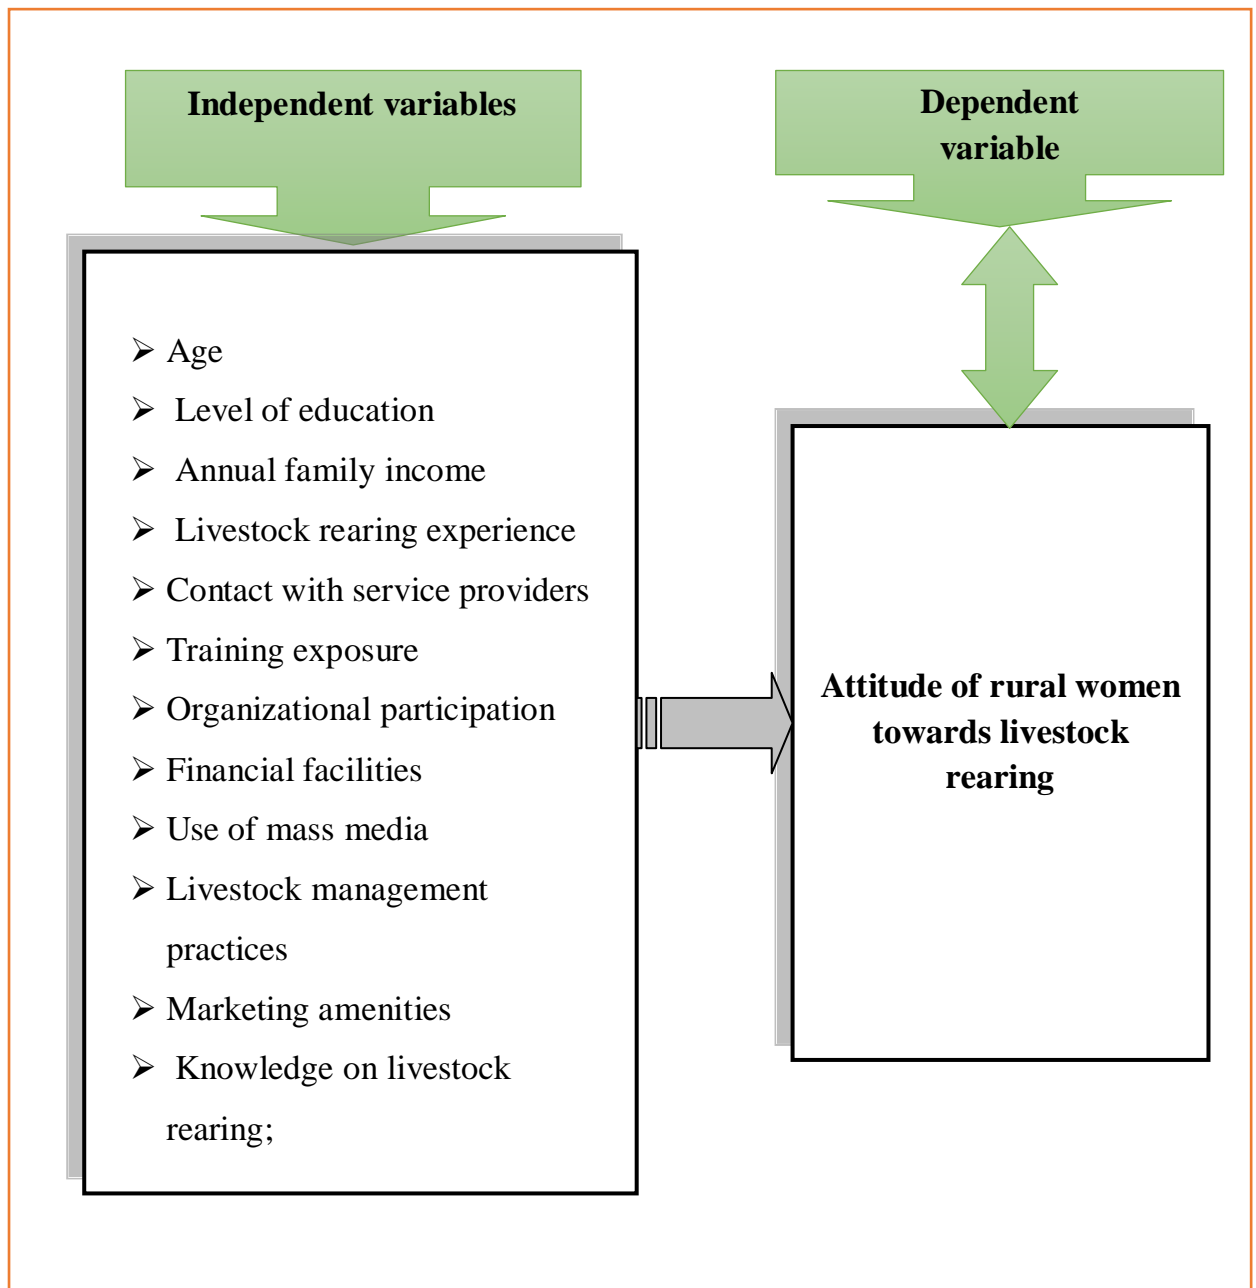 Independent variables
Dependent
variable
➢ Age
➢ Level of education
➢ Annual family income
➢ Livestock rearing experience
➢ Contact with service providers
➢ Training exposure
➢ Organizational participation
➢ Financial facilities
➢ Use of mass media
➢ Livestock management
practices
➢ Marketing amenities
➢ Knowledge on livestock
rearing;
Attitude of rural women
towards livestock
rearing